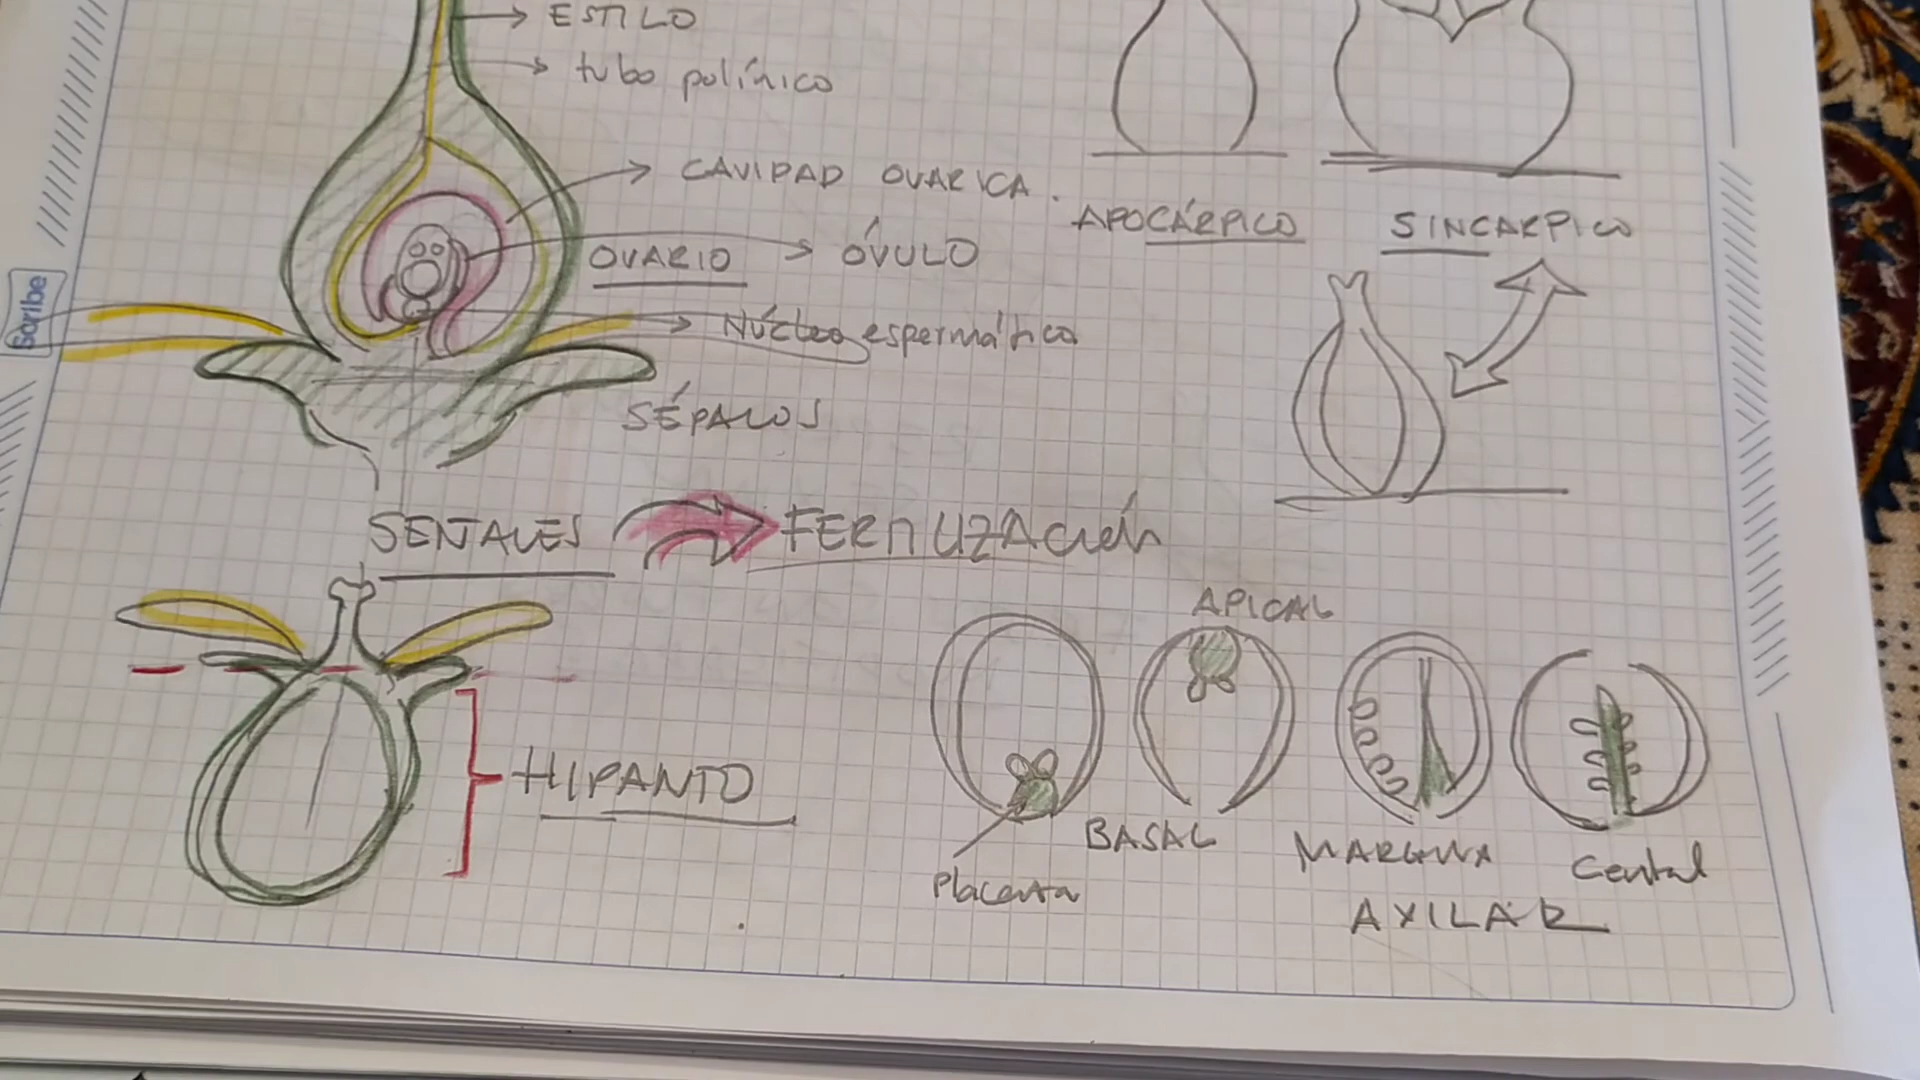 ESTILO
tubo polínico
CAVIDAD OVARICA.
APOCÁRPICO
SINCARPICO
OVARIO
ÓVULO
Núcleo espermático
Scribe
SÉPALOS
SENTALES
FERTILIZACIÓN
APICAL
HIPANTO
BASAL
MARGINA
Central
Placenta
AXILAR